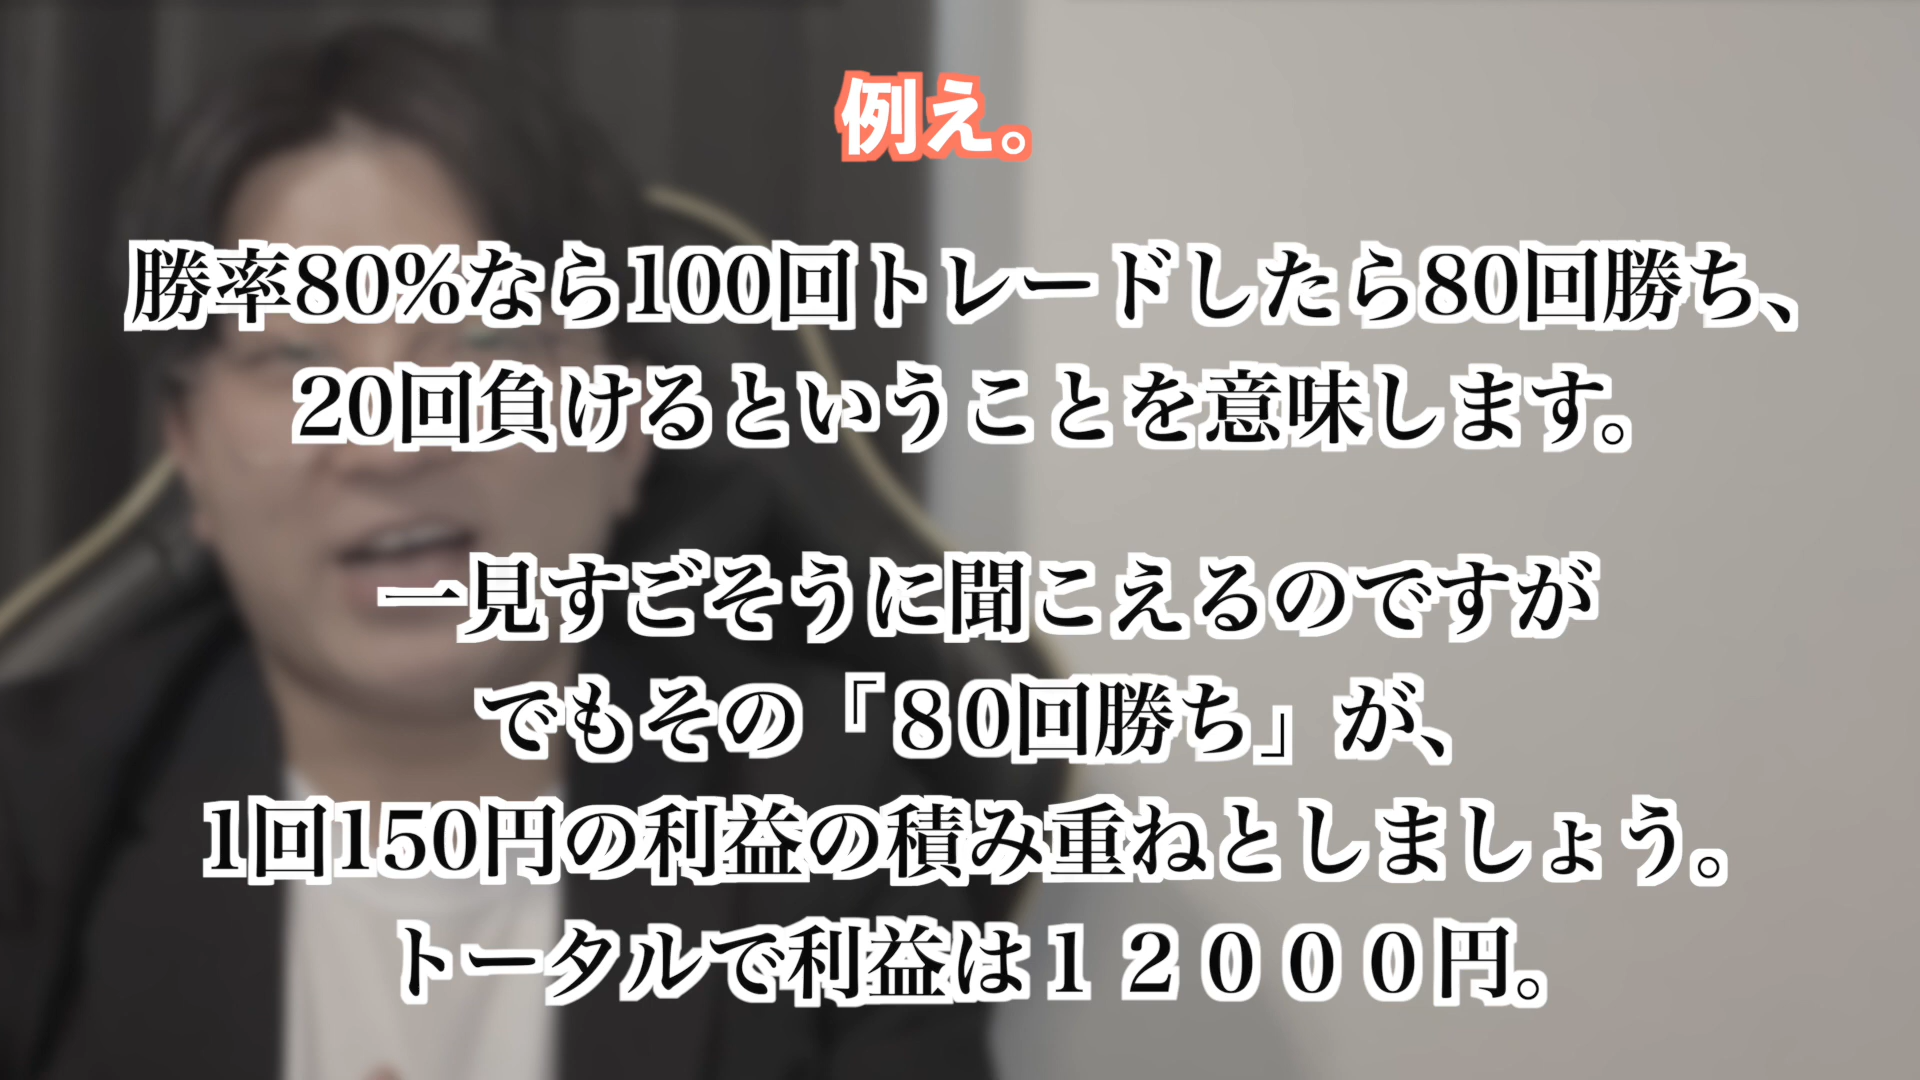 例え。
勝率80%なら100回トレードしたら80回勝ち、
20回負けるということを意味します。
一見すごそうに聞こえるのですが
でもその『８0回勝ち』が、
1回150円の利益の積み重ねとしましょう。
トータルで利益は１２０００円。